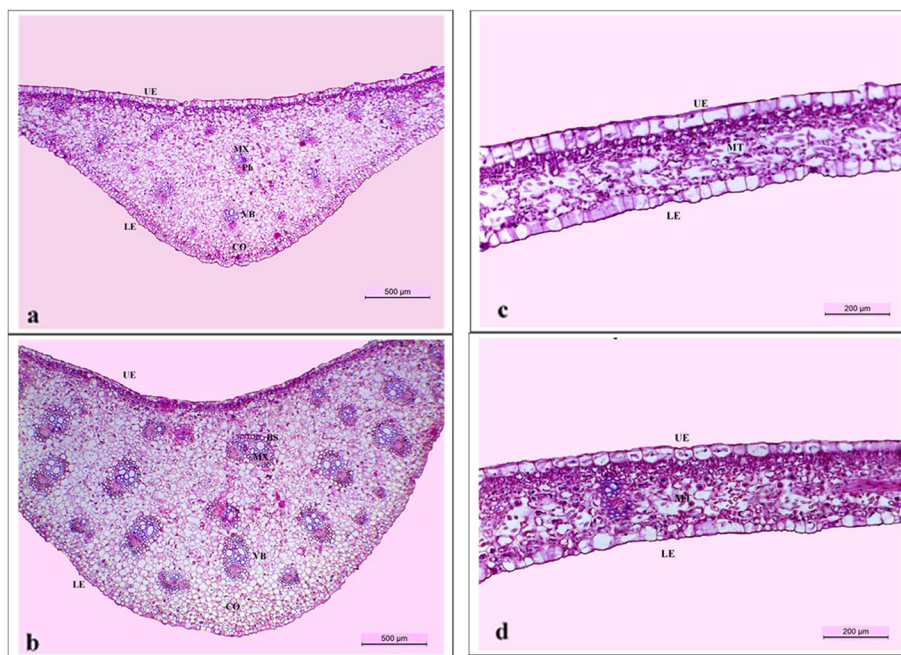 UE
MX
Ph
VB
LE
CO
500 µm
a
UE
MT
LE
200 µm
c
UE
BS
MX
VB
LE
CO
500 µm
b
UE
MT
LE
200 µm
d